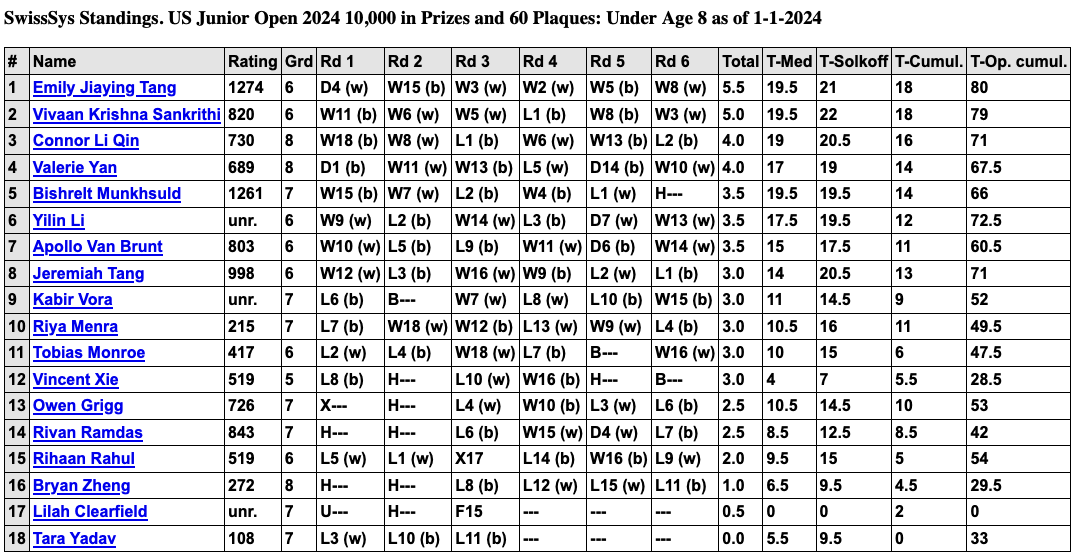 SwissSys Standings. US Junior Open 2024 10,000 in Prizes and 60 Plaques: Under Age 8 as of 1-1-2024
# Name Rating Grd Rd 1 Rd 2 Rd 3 Rd 4 Rd 5 Rd 6 Total T-Med T-Solkoff T-Cumul. T-Op. cumul.
1 Emily Jiaying Tang 1274 6 D4 (w) W15 (b) W3 (w) W2 (w) W5 (b) W8 (w) 5.5 19.5 21 18 80
2 Vivaan Krishna Sankrithi 820 6 W11 (b) W6 (w) W5 (w) L1 (b) W8 (b) W3 (w) 5.0 19.5 22 18 79
3 Connor Li Qin 730 8 W18 (b) W8 (w) L1 (b) W6 (w) W13 (b) L2 (b) 4.0 19 20.5 16 71
4 Valerie Yan 689 8 D1 (b) W11 (w) W13 (b) L5 (w) D14 (b) W10 (w) 4.0 17 19 14 67.5
5 Bishrelt Munkhsuld 1261 7 W15 (b) W7 (w) L2 (b) W4 (b) L1 (w) H--- 3.5 19.5 19.5 14 66
6 Yilin Li unr. 6 W9 (w) L2 (b) W14 (w) L3 (b) D7 (w) W13 (w) 3.5 17.5 19.5 12 72.5
7 Apollo Van Brunt 803 6 W10 (w) L5 (b) L9 (b) W11 (w) D6 (b) W14 (w) 3.5 15 17.5 11 60.5
8 Jeremiah Tang 998 6 W12 (w) L3 (b) W16 (w) W9 (b) L2 (w) L1 (b) 3.0 14 20.5 13 71
9 Kabir Vora unr. 7 L6 (b) B--- W7 (w) L8 (w) L10 (b) W15 (b) 3.0 11 14.5 9 52
10 Riya Menra 215 7 L7 (b) W18 (w) W12 (b) L13 (w) W9 (w) L4 (b) 3.0 10.5 16 11 49.5
11 Tobias Monroe 417 6 L2 (w) L4 (b) W18 (w) L7 (b) B--- W16 (w) 3.0 10 15 6 47.5
12 Vincent Xie 519 5 L8 (b) H--- L10 (w) W16 (b) H--- B--- 3.0 4 7 5.5 28.5
13 Owen Grigg 726 7 X--- H--- L4 (w) W10 (b) L3 (w) L6 (b) 2.5 10.5 14.5 10 53
14 Rivan Ramdas 843 7 H--- H--- L6 (b) W15 (w) D4 (w) L7 (b) 2.5 8.5 12.5 8.5 42
15 Rihaan Rahul 519 6 L5 (w) L1 (w) X17 L14 (b) W16 (b) L9 (w) 2.0 9.5 15 5 54
16 Bryan Zheng 272 8 H--- H--- L8 (b) L12 (w) L15 (w) L11 (b) 1.0 6.5 9.5 4.5 29.5
17 Lilah Clearfield unr. 7 U--- H--- F15 --- --- --- 0.5 0 0 2 0
18 Tara Yadav 108 7 L3 (w) L10 (b) L11 (b) --- --- --- 0.0 5.5 9.5 0 33